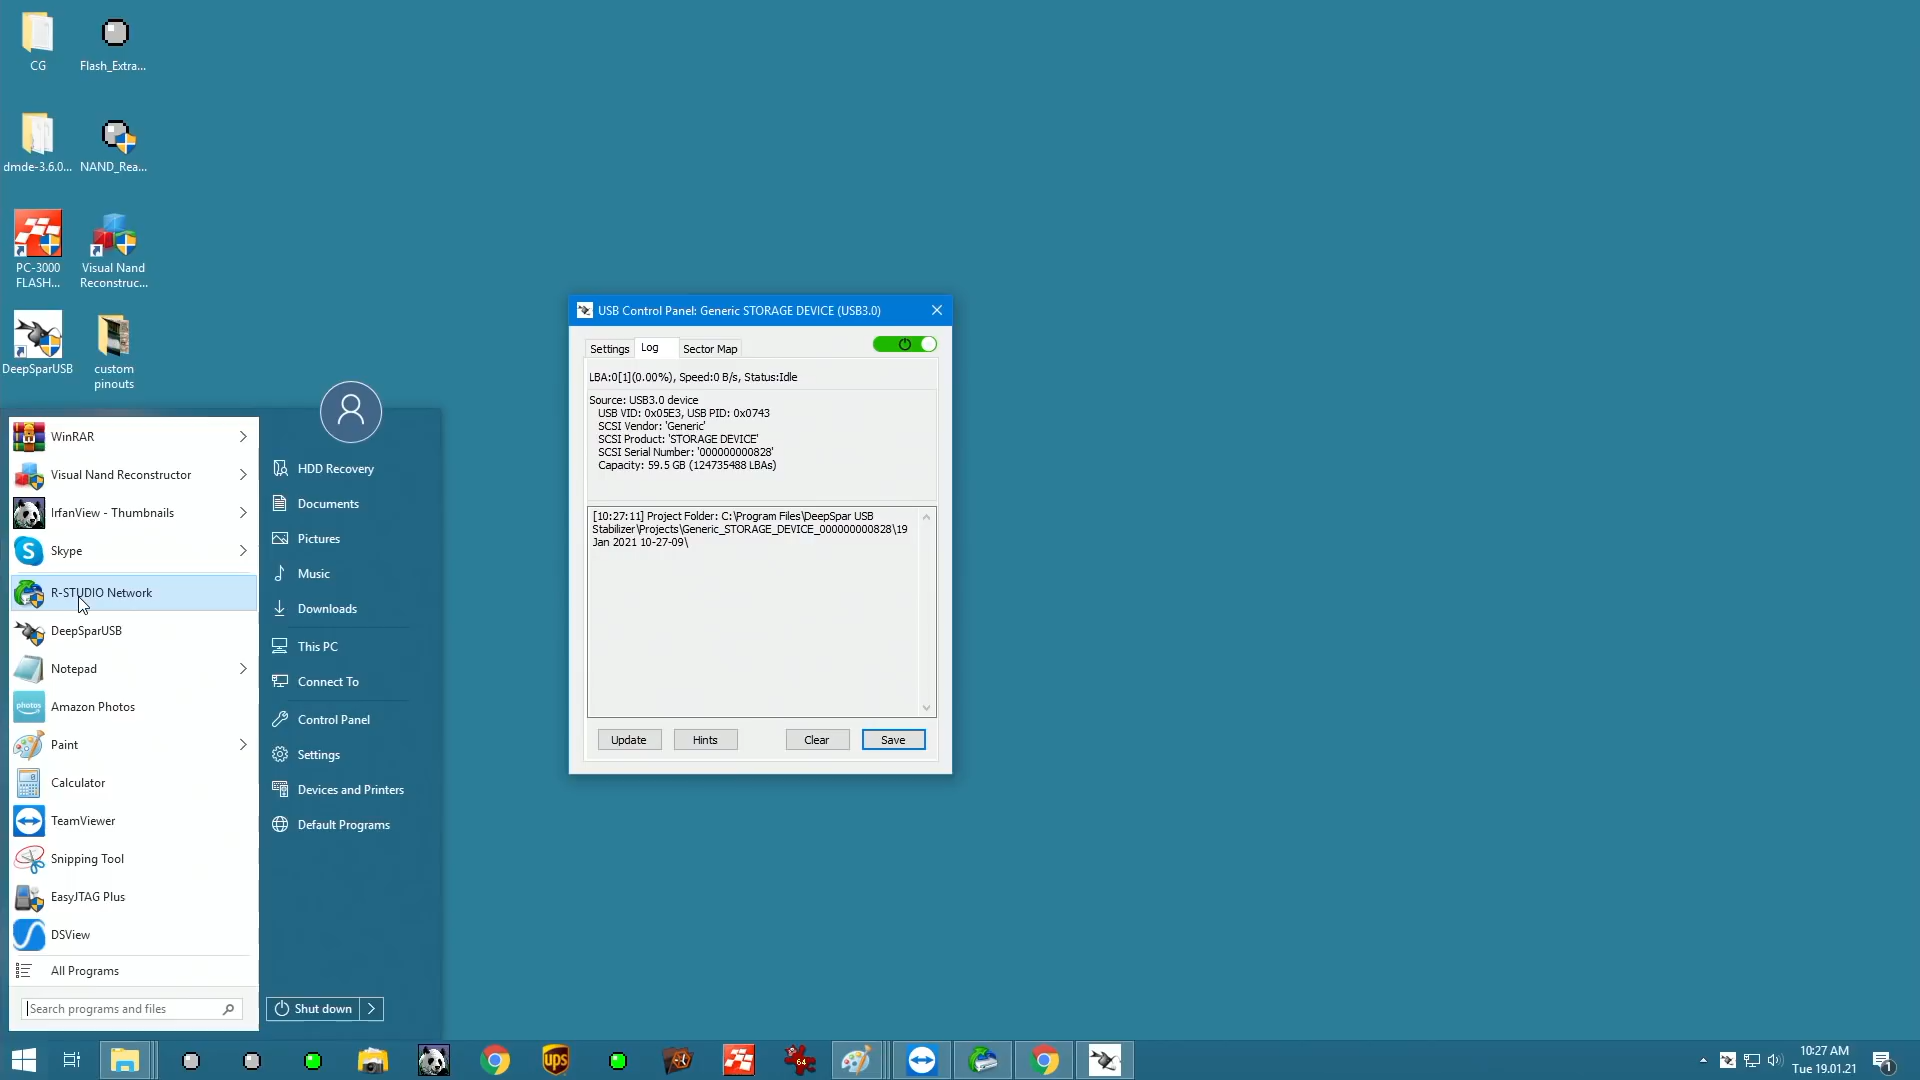 CG
Flash_Extra...
dmde-3.6.0...
NAND_Rea...
PC-3000
FLASH...
Visual Nand
Reconstruc...
DeepSparUSB
custom
pinouts
WinRAR
Visual Nand Reconstructor
IrfanView - Thumbnails
Skype
R-STUDIO Network
DeepSparUSB
Notepad
photos
Amazon Photos
Paint
Calculator
TeamViewer
Snipping Tool
EasyJTAG Plus
DSView
All Programs
Search programs and files
HDD Recovery
Documents
Pictures
Music
Downloads
This PC
Connect To
Control Panel
Settings
Devices and Printers
Default Programs
Shut down
USB Control Panel: Generic STORAGE DEVICE (USB3.0)
Settings
Log
Sector Map
LBA:0[1](0.00%), Speed:0 B/s, Status:Idle
Source: USB3.0 device
USB VID: 0x05E3, USB PID: 0x0743
SCSI Vendor: 'Generic'
SCSI Product: 'STORAGE DEVICE'
SCSI Serial Number: '000000000828'
Capacity: 59.5 GB (124735488 LBAs)
[10:27:11] Project Folder: C:\Program Files\DeepSpar USB
Stabilizer\Projects\Generic_STORAGE_DEVICE_000000000828\19
Jan 2021 10-27-09\
Update
Hints
Clear
Save
ups
64
10:27 AM
Tue 19.01.21
1